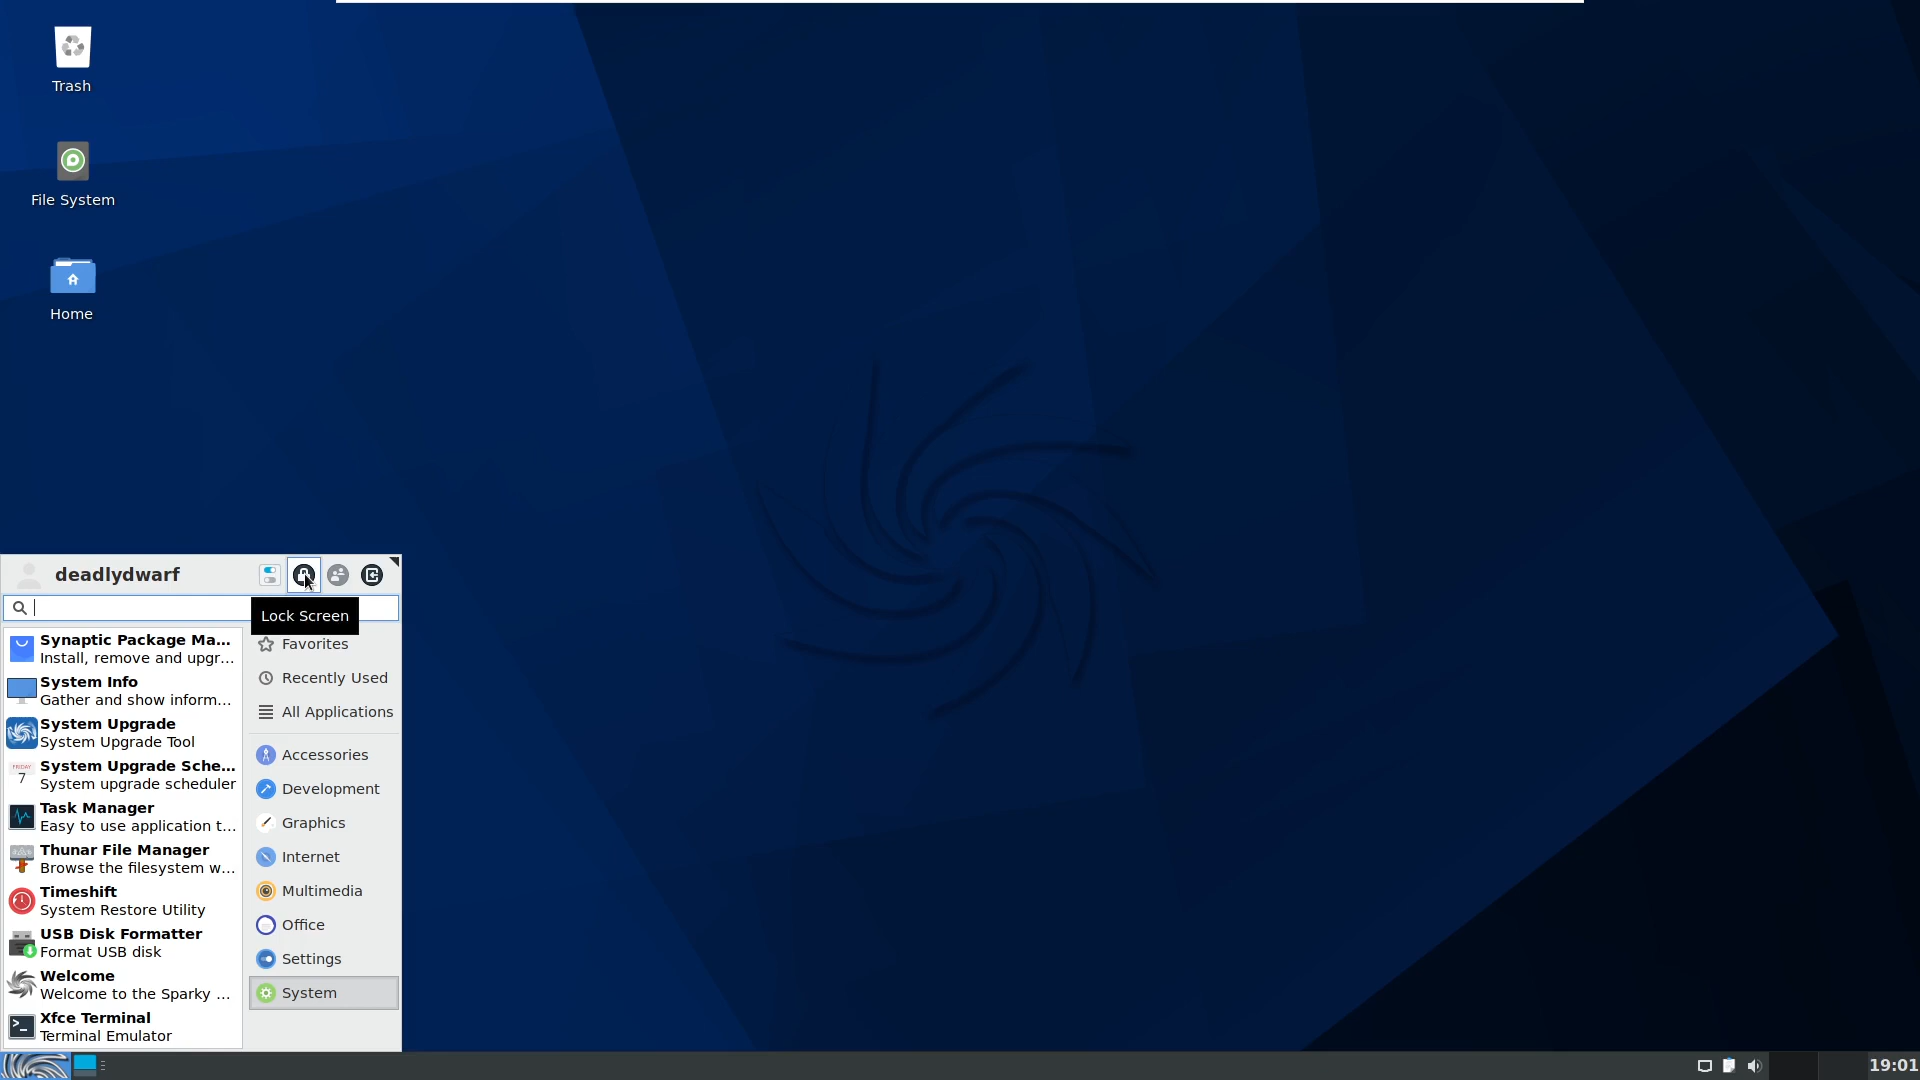 Trash
File System
Home
deadlydwarf
Lock Screen
Synaptic Package Ma...
Install, remove and upgr...
System Info
Gather and show inform...
System Upgrade
System Upgrade Tool
FRIDAY
7
System Upgrade Sche...
System upgrade scheduler
Task Manager
Easy to use application t...
Thunar File Manager
Browse the filesystem w...
Timeshift
System Restore Utility
USB Disk Formatter
Format USB disk
Welcome
Welcome to the Sparky ...
Xfce Terminal
Terminal Emulator
Favorites
Recently Used
All Applications
Accessories
Development
Graphics
Internet
Multimedia
Office
Settings
System
19:01